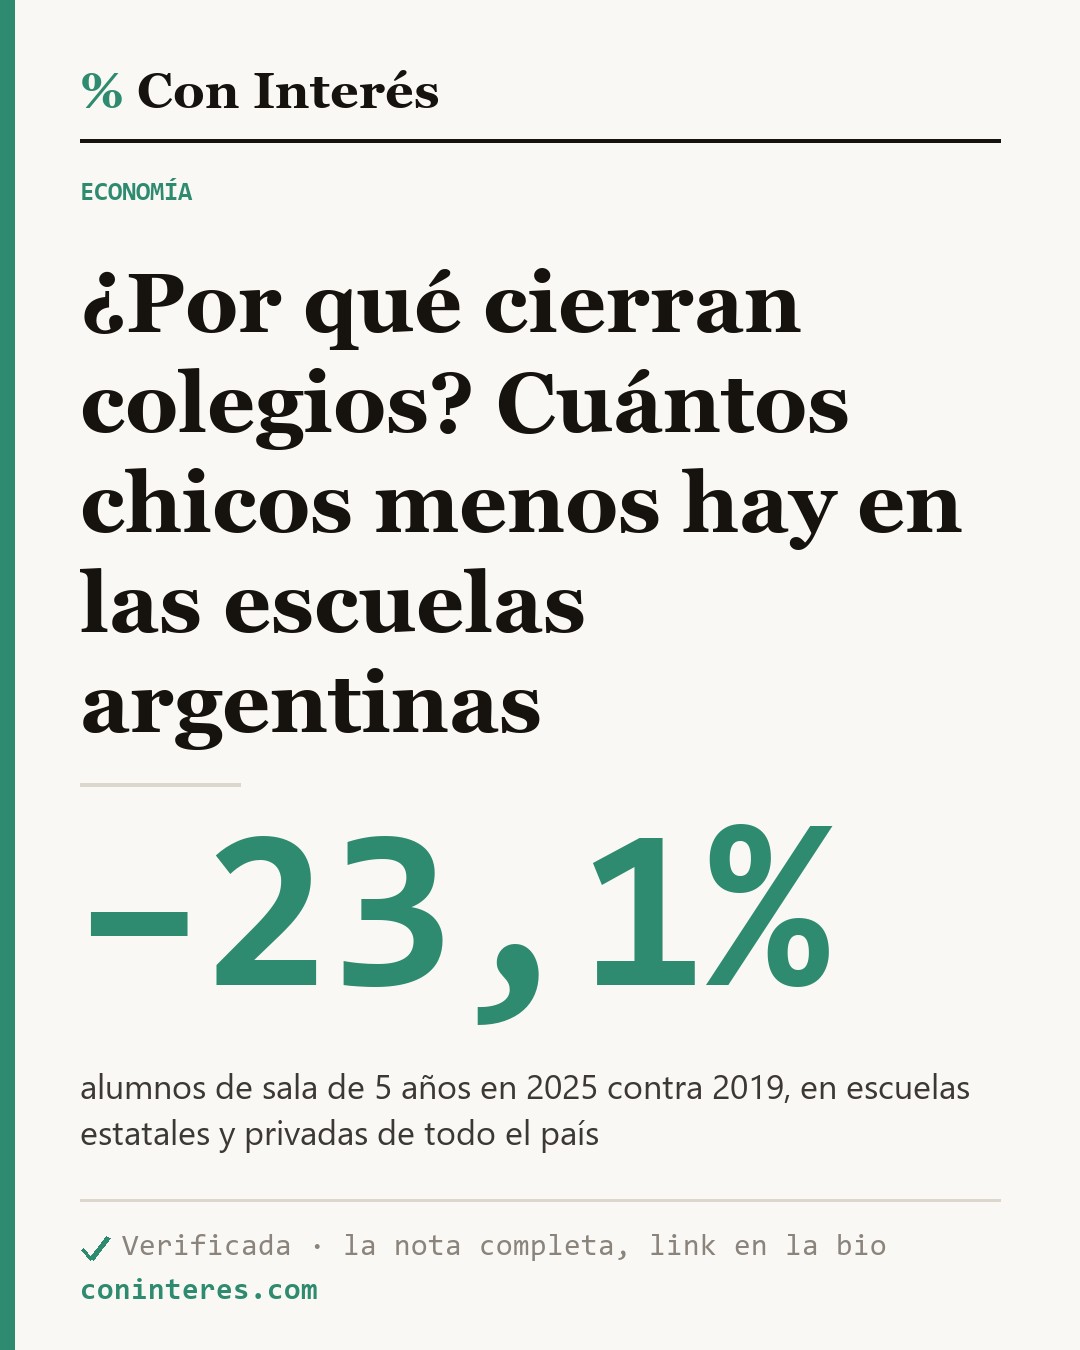 % Con Interés
ECONOMÍA
¿Por qué cierran
colegios? Cuántos
chicos menos hay en
las escuelas
argentinas
−23,1%
alumnos de sala de 5 años en 2025 contra 2019, en escuelas
estatales y privadas de todo el país
✓ Verificada · la nota completa, link en la bio
coninteres.com